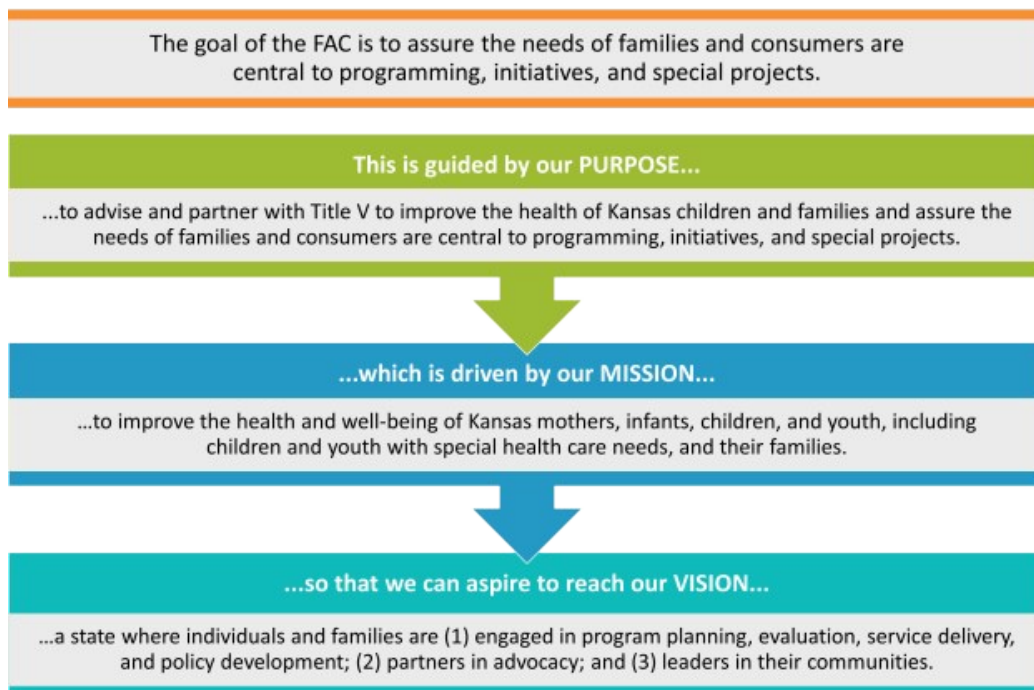 The goal of the FAC is to assure the needs of families and consumers are
central to programming, initiatives, and special projects.
This is guided by our PURPOSE...
...to advise and partner with Title V to improve the health of Kansas children and families and assure the
needs of families and consumers are central to programming, initiatives, and special projects.
...which is driven by our MISSION...
...to improve the health and well-being of Kansas mothers, infants, children, and youth, including
children and youth with special health care needs, and their families.
...so that we can aspire to reach our VISION...
...a state where individuals and families are (1) engaged in program planning, evaluation, service delivery,
and policy development; (2) partners in advocacy; and (3) leaders in their communities.